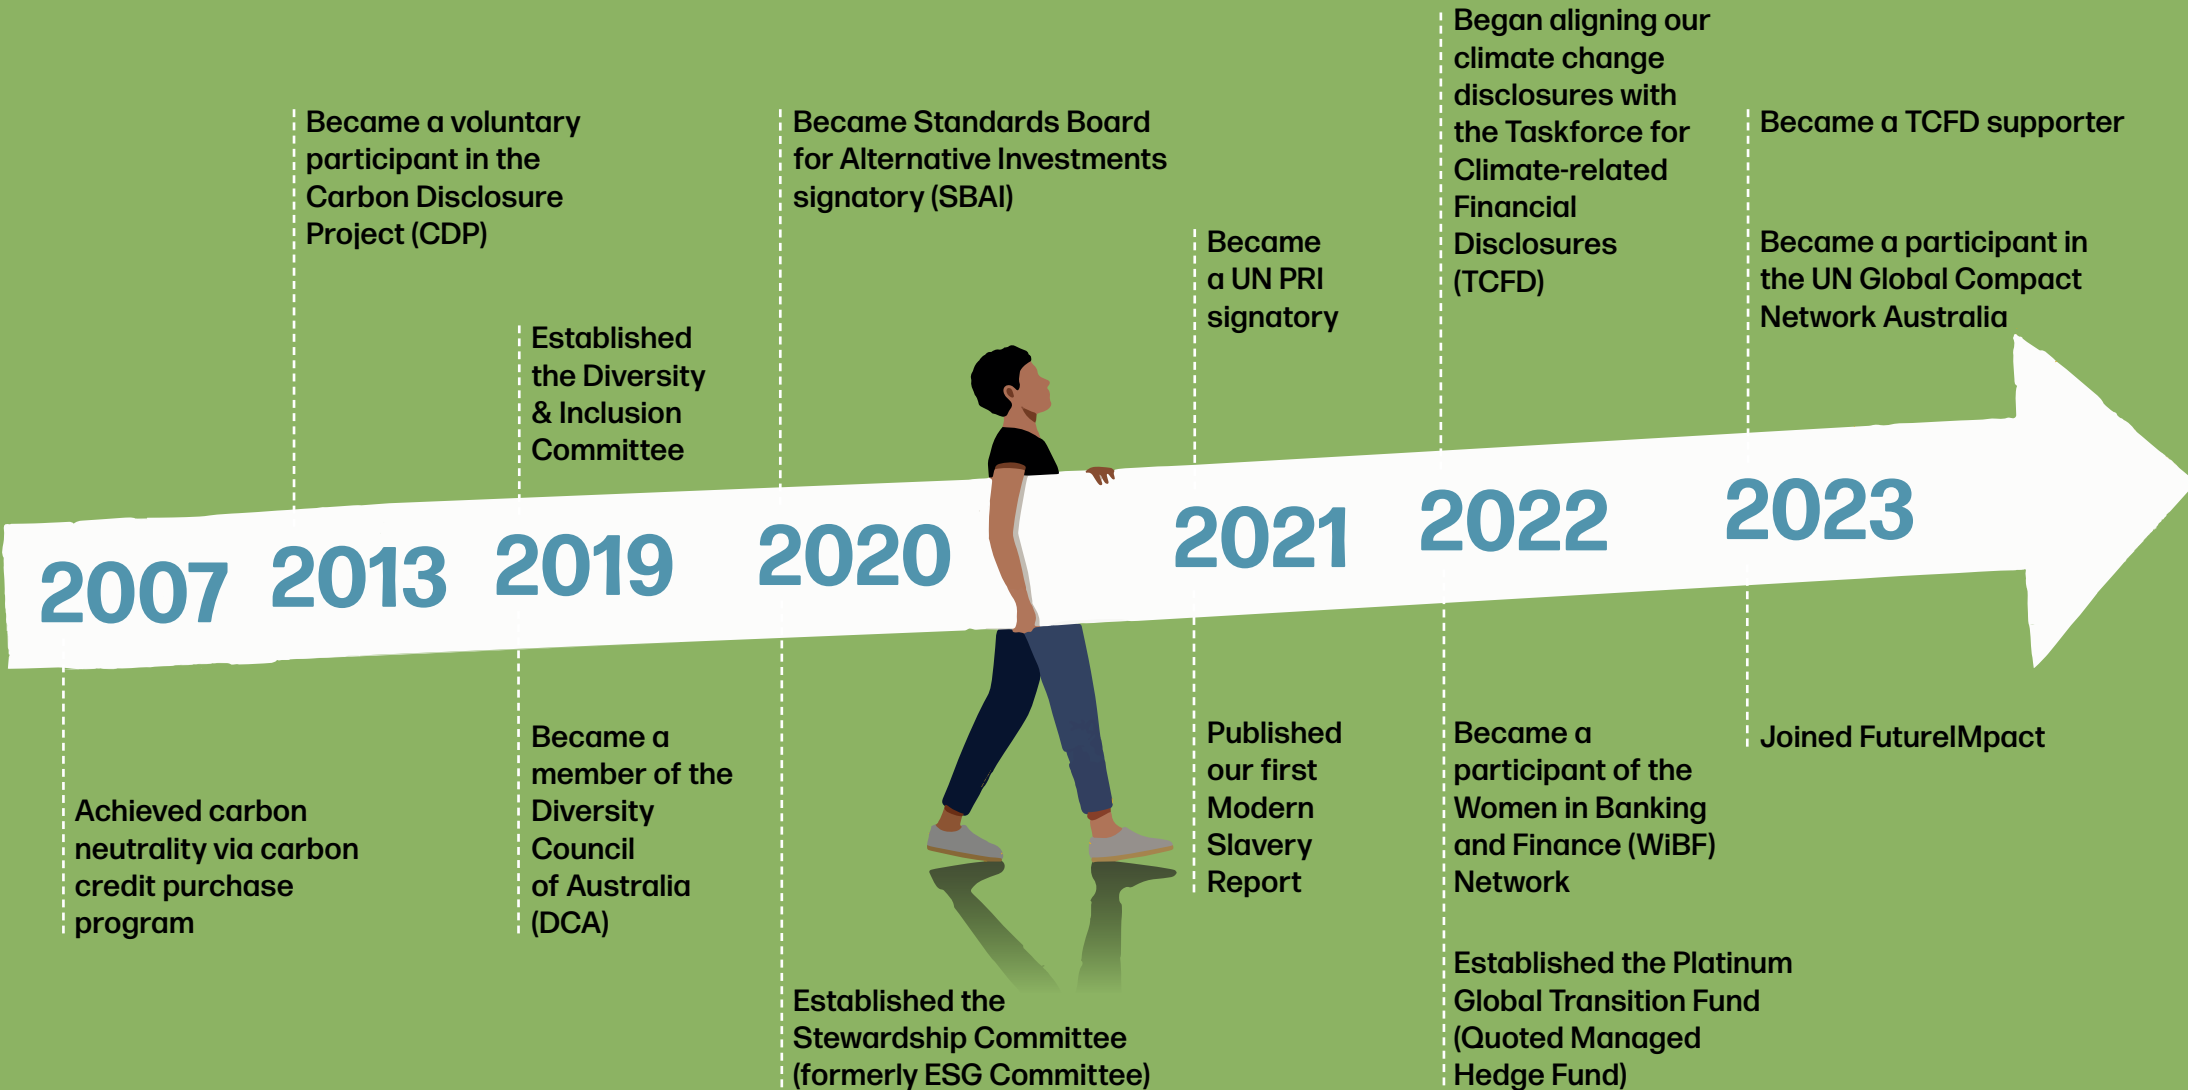 Began aligning our
climate change
disclosures with
the Taskforce for
Climate-related
Financial
Disclosures
(TCFD)
Became a voluntary
participant in the
Carbon Disclosure
Project (CDP)
Became Standards Board
for Alternative Investments
signatory (SBAI)
Became a TCFD supporter
Became
a UN PRI
signatory
Became a participant in
the UN Global Compact
Network Australia
Established
the Diversity
& Inclusion
Committee
2007
2013
2019
2020
2021
2022
2023
Achieved carbon
neutrality via carbon
credit purchase
program
Became a
member of the
Diversity
Council
of Australia
(DCA)
Established the
Stewardship Committee
(formerly ESG Committee)
Published
our first
Modern
Slavery
Report
Became a
participant of the
Women in Banking
and Finance (WiBF)
Network
Established the Platinum
Global Transition Fund
(Quoted Managed
Hedge Fund)
Joined FutureIMpact